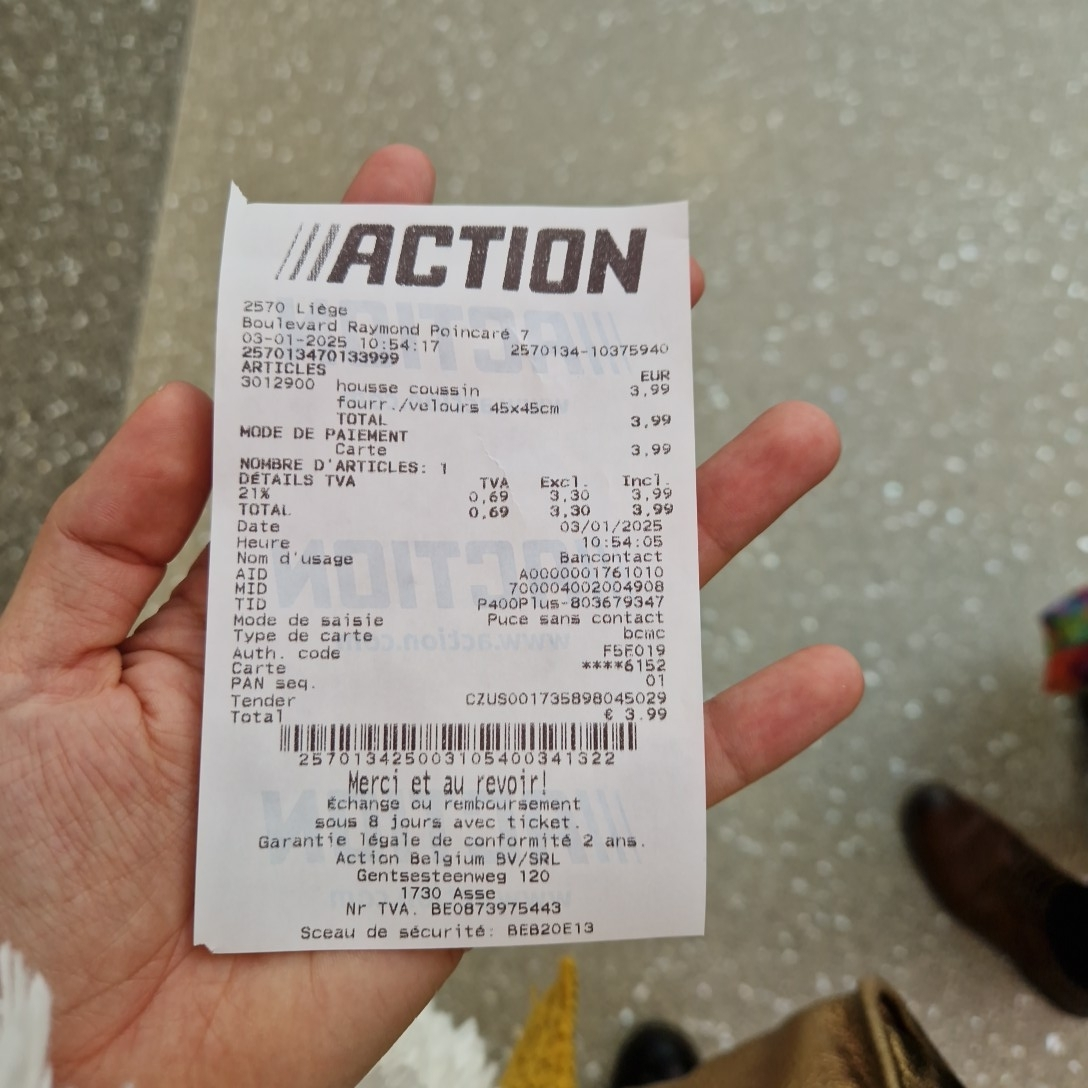 ACTION
2570 Liège
Boulevard Raymond Poincaré 7
03-01-2025 10:54:17 2570134-10375940
257013470133999
ARTICLES EUR
3012900 housse coussin 3,99
fourr./velours 45x45cm
TOTAL 3,99
MODE DE PAIEMENT
Carte 3,99
NOMBRE D'ARTICLES: 1
DÉTAILS TVA TVA Excl. Incl.
21% 0,69 3,30 3,99
TOTAL 0,69 3,30 3,99
Date 03/01/2025
Heure 10:54:05
Nom d'usage Bancontact
AID A0000001761010
MID 700004002004908
TID P400Plus-803679347
Mode de saisie Puce sans contact
Type de carte bcmc
Auth. code F5F019
Carte ****6152
PAN seq. 01
Tender CZUS001735898045029
Total € 3.99
257013425003105400341322
Merci et au revoir!
Échange ou remboursement
sous 8 jours avec ticket.
Garantie légale de conformité 2 ans.
Action Belgium BV/SRL
Gentsesteenweg 120
1730 Asse
Nr TVA. BE0873975443
Sceau de sécurité: BEB20E13